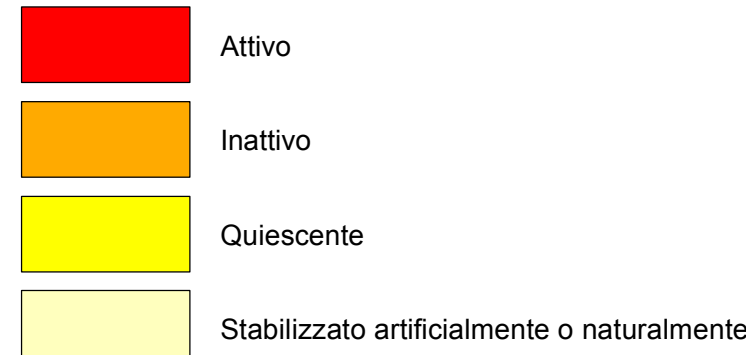 Attivo
Inattivo
Quiescente
Stabilizzato artificialmente o naturalmente